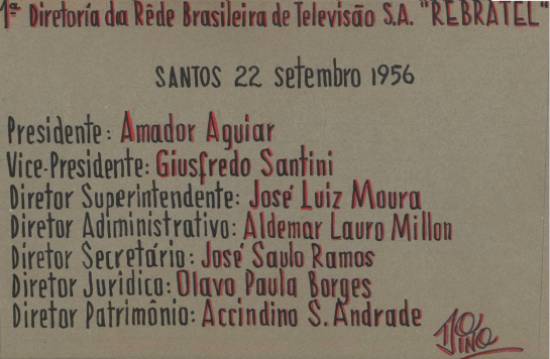 1ª Diretoria da Rêde Brasileira de Televisão S.A. "REBRATEL"
SANTOS 22 setembro 1956
Presidente: Amador Aguiar
Vice-Presidente: Giusfredo Santini
Diretor Superintendente: José Luiz Moura
Diretor Adiministrativo: Aldemar Lauro Millon
Diretor Secretário: José Saulo Ramos
Diretor Juridico: Olavo Paula Borges
Diretor Patrimônio: Accindino S. Andrade